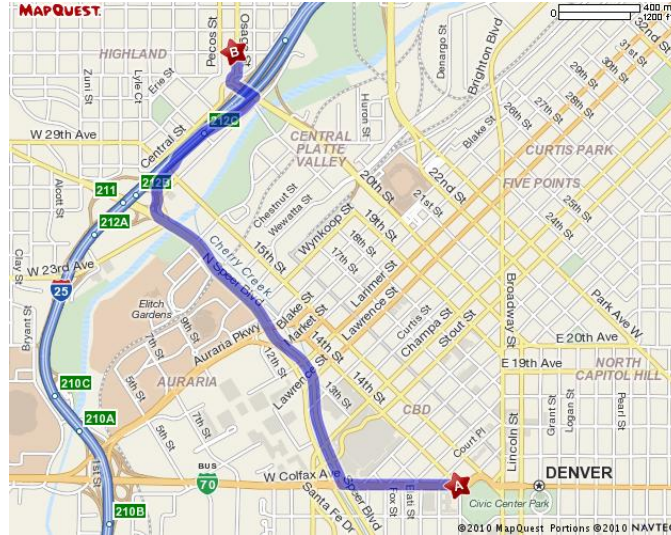 MAPQUEST.
400 m
1200 ft
HIGHLAND
Pecos St
Osage St
B
Zuni St
Lyle Ct
Erie St
Denargo St
Brighton Blvd
32nd St
31st St
30th St
29th St
28th St
27th St
26th St
Blake St
W 29th Ave
Central St
212C
Huron St
CENTRAL
PLATTE
VALLEY
CURTIS PARK
FIVE POINTS
25th St
24th St
211
212B
212A
Alcott St
Chestnut St
Wewatta St
Wynkoop St
20th St
22nd St
21st St
19th St
18th St
17th St
15th St
Cherry Creek
N Speer Blvd
W 23rd Ave
Clay St
25
Elitch
Gardens
Bryant St
7th St
9th St
5th St
Auraria Pkwy
AURARIA
Blake St
Market St
Larimer St
Lawrence St
Curtis St
Champa St
Stout St
Broadway St
Park Ave W
E 20th Ave
E 19th Ave
NORTH
CAPITOL HILL
14th St
12th St
Lawrence St
13th St
14th St
CBD
210C
210A
7th St
5th St
1st St
Court Pl
Lincoln St
Grant St
Logan St
Pearl St
BUS
70
W Colfax Ave
Speer Blvd
Santa Fe Dr
Fox St
Elati St
A
DENVER
Civic Center Park
210B
©2010 MapQuest Portions ©2010 NAVTEQ